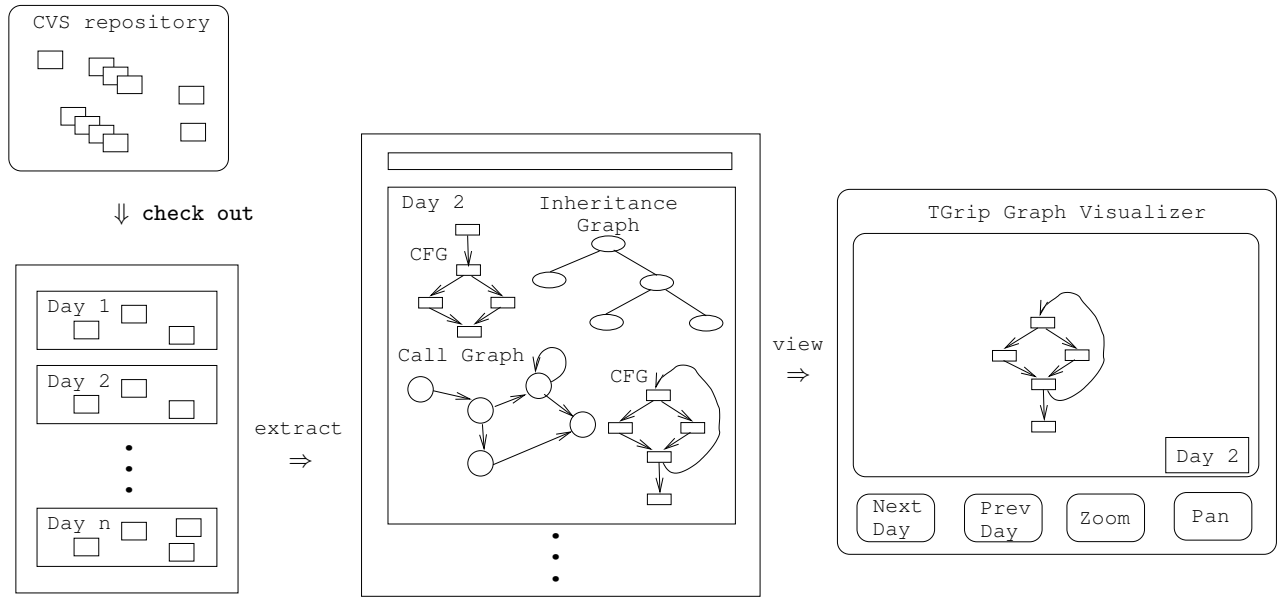 CVS repository
⇓ check out
Day 1
Day 2
Day n
extract
⇒
Day 2
Inheritance
Graph
CFG
Call Graph
CFG
view
⇒
TGrip Graph Visualizer
Day 2
Next
Day
Prev
Day
Zoom
Pan